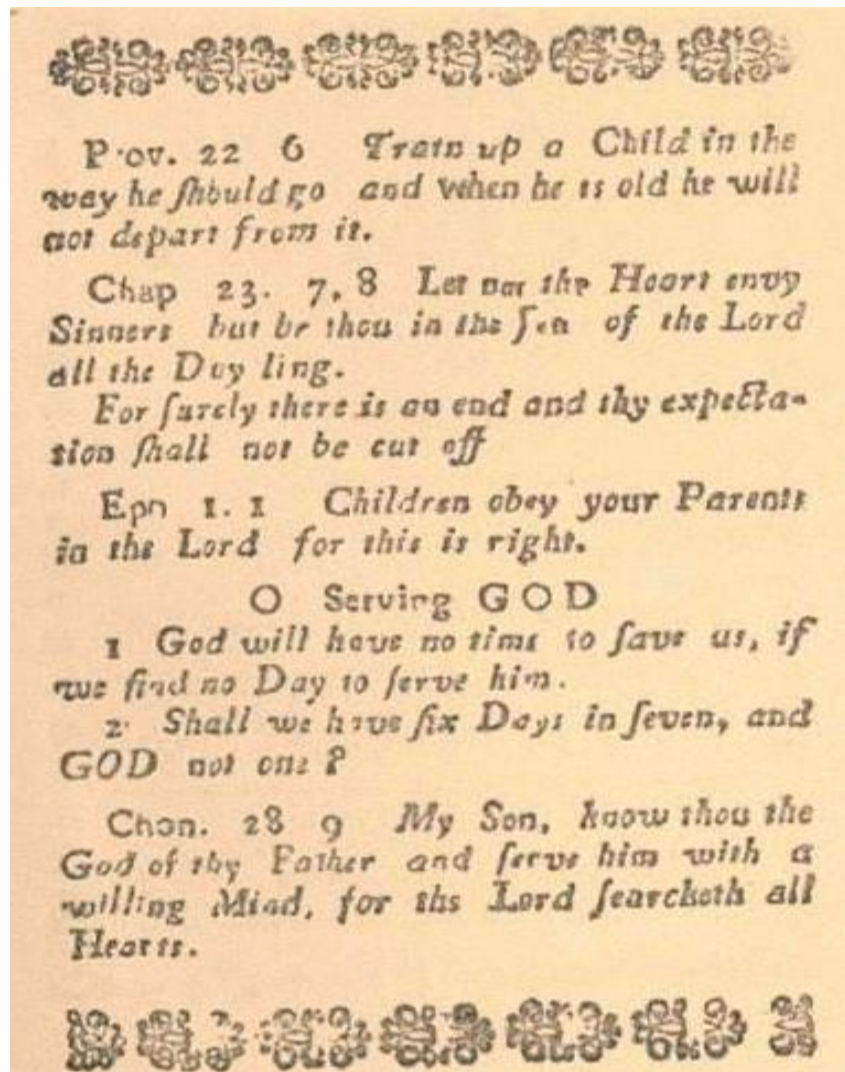 P ov. 22 6 Train up a Child in the
way he ſhould go and when he is old he will
not depart from it.
Chap 23. 7, 8 Let not the Heart envy
Sinners but be thou in the ſea of the Lord
all the Day ling.
For ſurely there is an end and thy expecta-
tion ſhall not be cut off
Eph 1. 1 Children obey your Parents
in the Lord for this is right.
O Serving GOD
1 God will have no time to ſave us, if
we find no Day to ſerve him.
2 Shall we have ſix Days in ſeven, and
GOD not one?
Chon. 28 9 My Son, know thou the
God of thy Father and ſerve him with a
willing Mind, for the Lord ſearcheth all
Hearts.